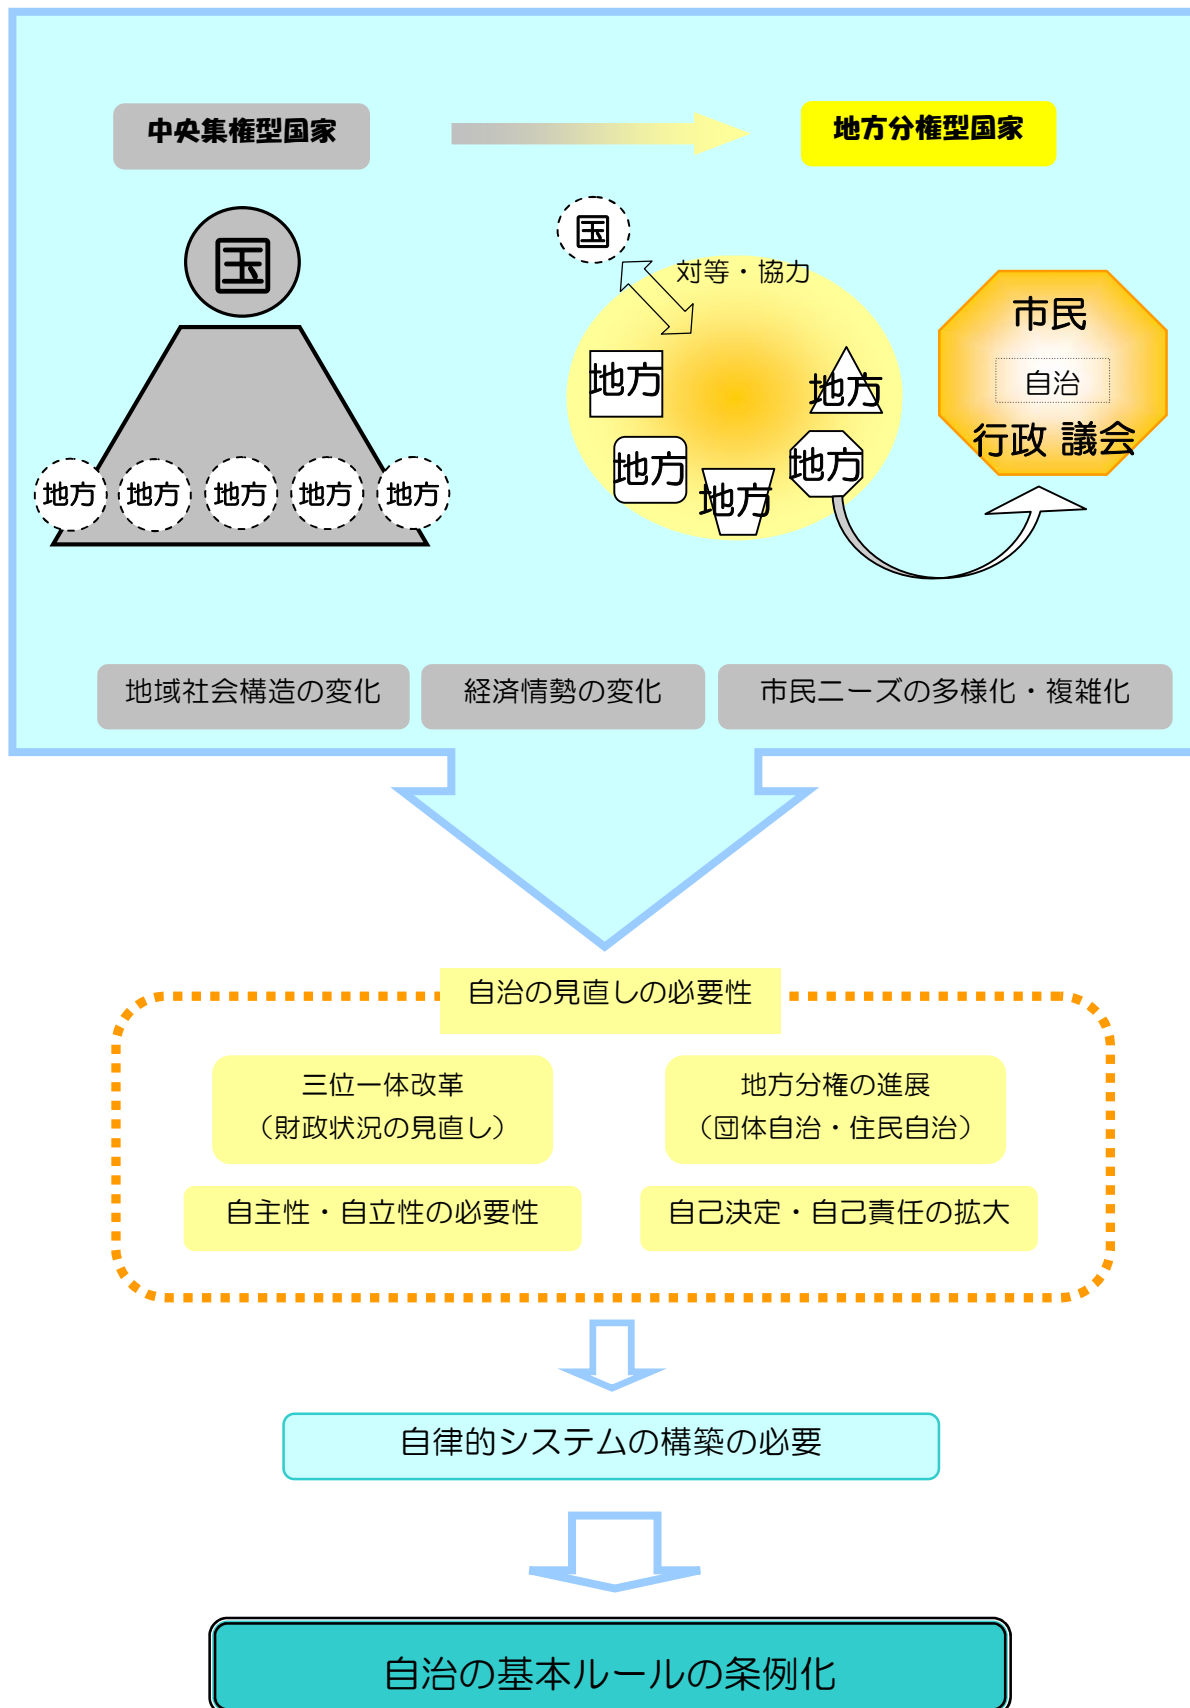 中央集権型国家
地方分権型国家
国
国
対等・協力
地方
地方
地方
地方
地方
地方
地方
地方
地方
地方
市民
自治
行政 議会
地域社会構造の変化
経済情勢の変化
市民ニーズの多様化・複雑化
自治の見直しの必要性
三位一体改革
（財政状況の見直し）
地方分権の進展
（団体自治・住民自治）
自主性・自立性の必要性
自己決定・自己責任の拡大
自律的システムの構築の必要
自治の基本ルールの条例化